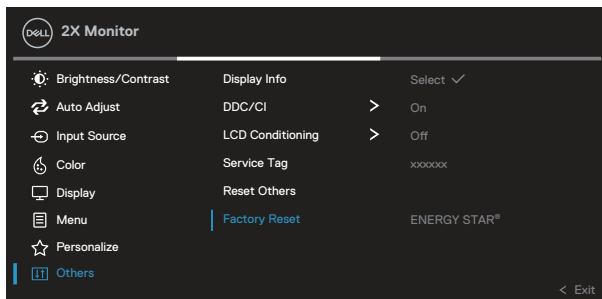 DELL 2X Monitor
Brightness/Contrast Display Info Select ✓
Auto Adjust DDC/CI > On
Input Source LCD Conditioning > Off
Color Service Tag xxxxxx
Display Reset Others
Menu Factory Reset ENERGY STAR®
Personalize
Others
< Exit